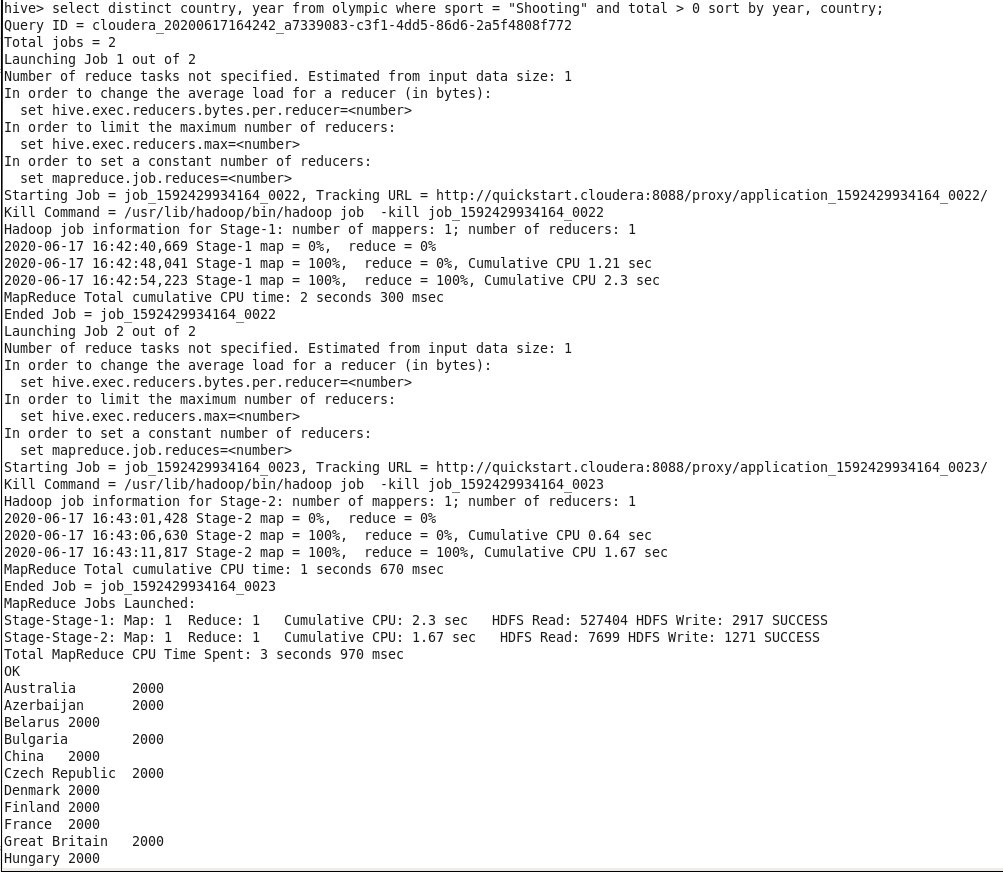 hive> select distinct country, year from olympic where sport = "Shooting" and total > 0 sort by year, country;
Query ID = cloudera_20200617164242_a7339083-c3f1-4dd5-86d6-2a5f4808f772
Total jobs = 2
Launching Job 1 out of 2
Number of reduce tasks not specified. Estimated from input data size: 1
In order to change the average load for a reducer (in bytes):
  set hive.exec.reducers.bytes.per.reducer=<number>
In order to limit the maximum number of reducers:
  set hive.exec.reducers.max=<number>
In order to set a constant number of reducers:
  set mapreduce.job.reduces=<number>
Starting Job = job_1592429934164_0022, Tracking URL = http://quickstart.cloudera:8088/proxy/application_1592429934164_0022/
Kill Command = /usr/lib/hadoop/bin/hadoop job  -kill job_1592429934164_0022
Hadoop job information for Stage-1: number of mappers: 1; number of reducers: 1
2020-06-17 16:42:40,669 Stage-1 map = 0%,  reduce = 0%
2020-06-17 16:42:48,041 Stage-1 map = 100%,  reduce = 0%, Cumulative CPU 1.21 sec
2020-06-17 16:42:54,223 Stage-1 map = 100%,  reduce = 100%, Cumulative CPU 2.3 sec
MapReduce Total cumulative CPU time: 2 seconds 300 msec
Ended Job = job_1592429934164_0022
Launching Job 2 out of 2
Number of reduce tasks not specified. Estimated from input data size: 1
In order to change the average load for a reducer (in bytes):
  set hive.exec.reducers.bytes.per.reducer=<number>
In order to limit the maximum number of reducers:
  set hive.exec.reducers.max=<number>
In order to set a constant number of reducers:
  set mapreduce.job.reduces=<number>
Starting Job = job_1592429934164_0023, Tracking URL = http://quickstart.cloudera:8088/proxy/application_1592429934164_0023/
Kill Command = /usr/lib/hadoop/bin/hadoop job  -kill job_1592429934164_0023
Hadoop job information for Stage-2: number of mappers: 1; number of reducers: 1
2020-06-17 16:43:01,428 Stage-2 map = 0%,  reduce = 0%
2020-06-17 16:43:06,630 Stage-2 map = 100%,  reduce = 0%, Cumulative CPU 0.64 sec
2020-06-17 16:43:11,817 Stage-2 map = 100%,  reduce = 100%, Cumulative CPU 1.67 sec
MapReduce Total cumulative CPU time: 1 seconds 670 msec
Ended Job = job_1592429934164_0023
MapReduce Jobs Launched:
Stage-Stage-1: Map: 1  Reduce: 1   Cumulative CPU: 2.3 sec   HDFS Read: 527404 HDFS Write: 2917 SUCCESS
Stage-Stage-2: Map: 1  Reduce: 1   Cumulative CPU: 1.67 sec   HDFS Read: 7699 HDFS Write: 1271 SUCCESS
Total MapReduce CPU Time Spent: 3 seconds 970 msec
OK
Australia       2000
Azerbaijan      2000
Belarus 2000
Bulgaria        2000
China   2000
Czech Republic  2000
Denmark 2000
Finland 2000
France  2000
Great Britain   2000
Hungary 2000